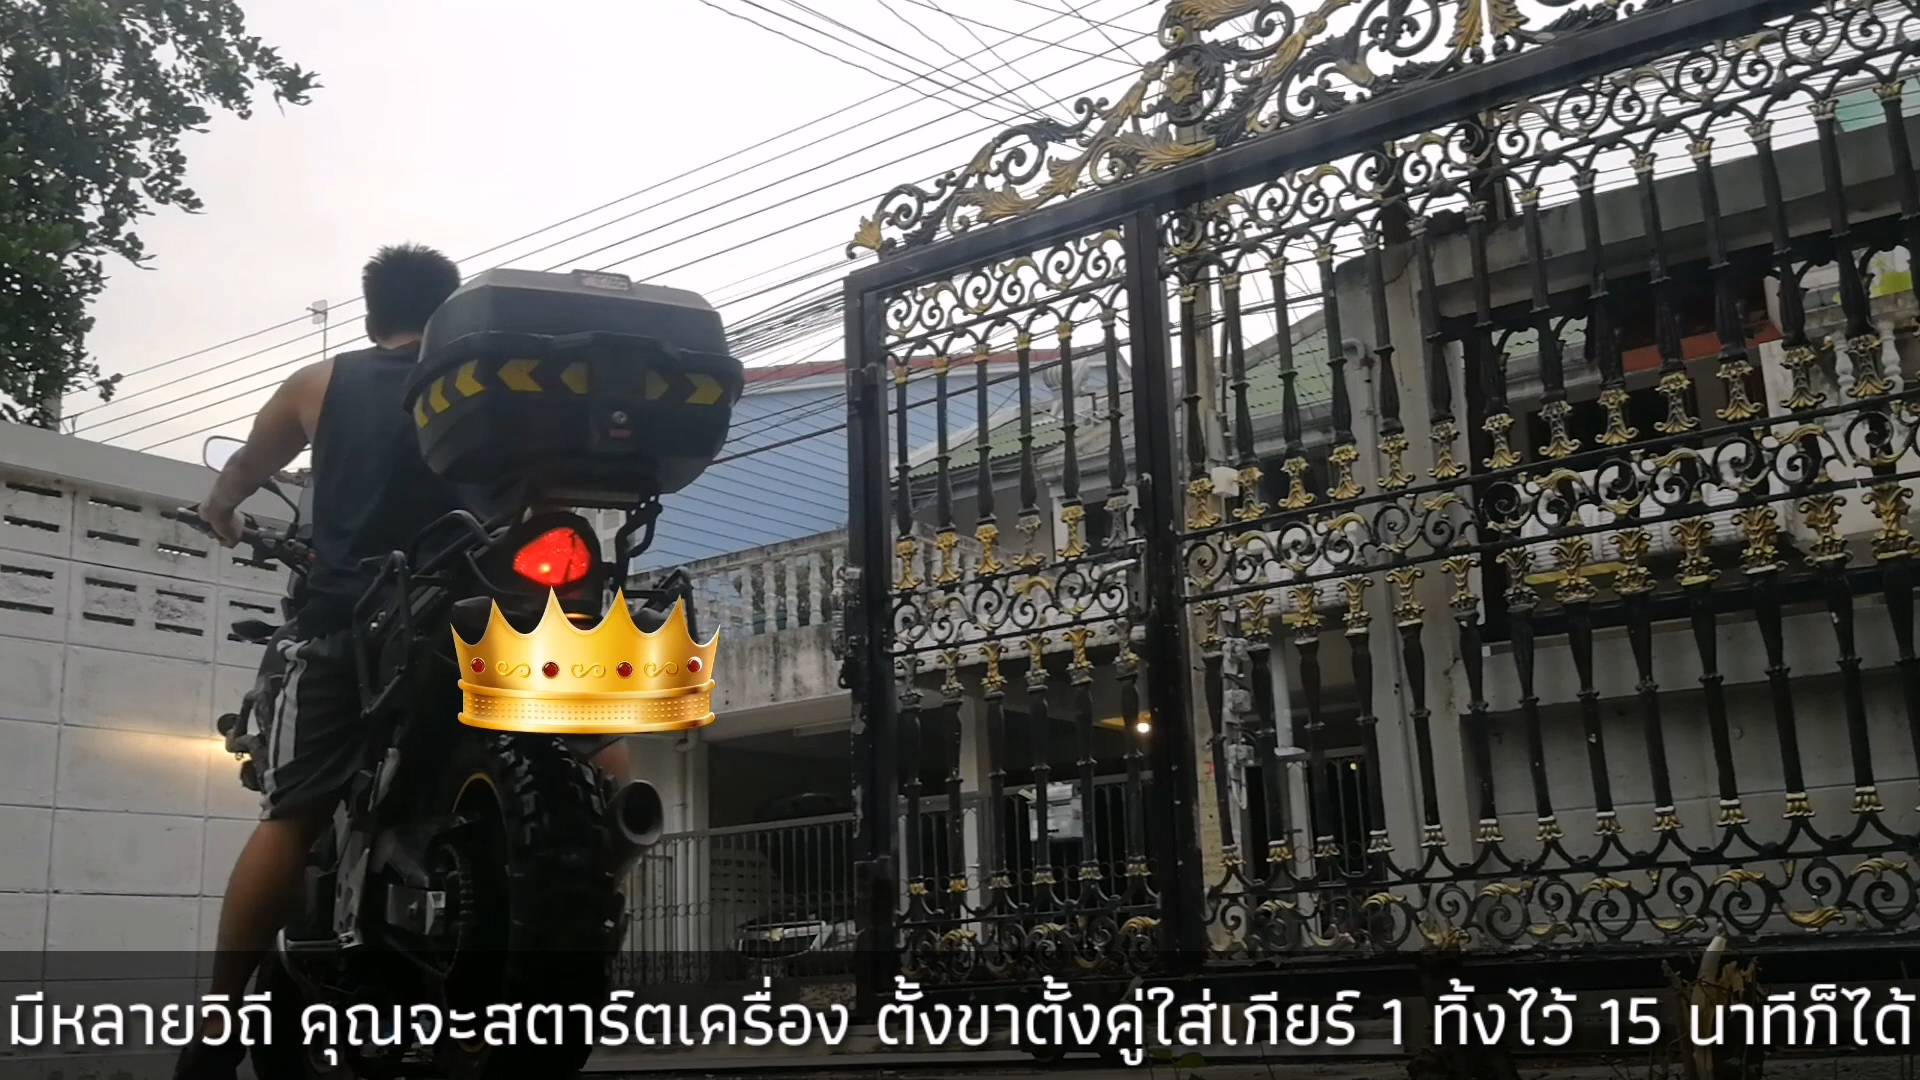 มีหลายวิถี คุณจะสตาร์ตเครื่อง ตั้งขาตั้งคู่ใส่เกียร์ 1 ทิ้งไว้ 15 นาทีก็ได้